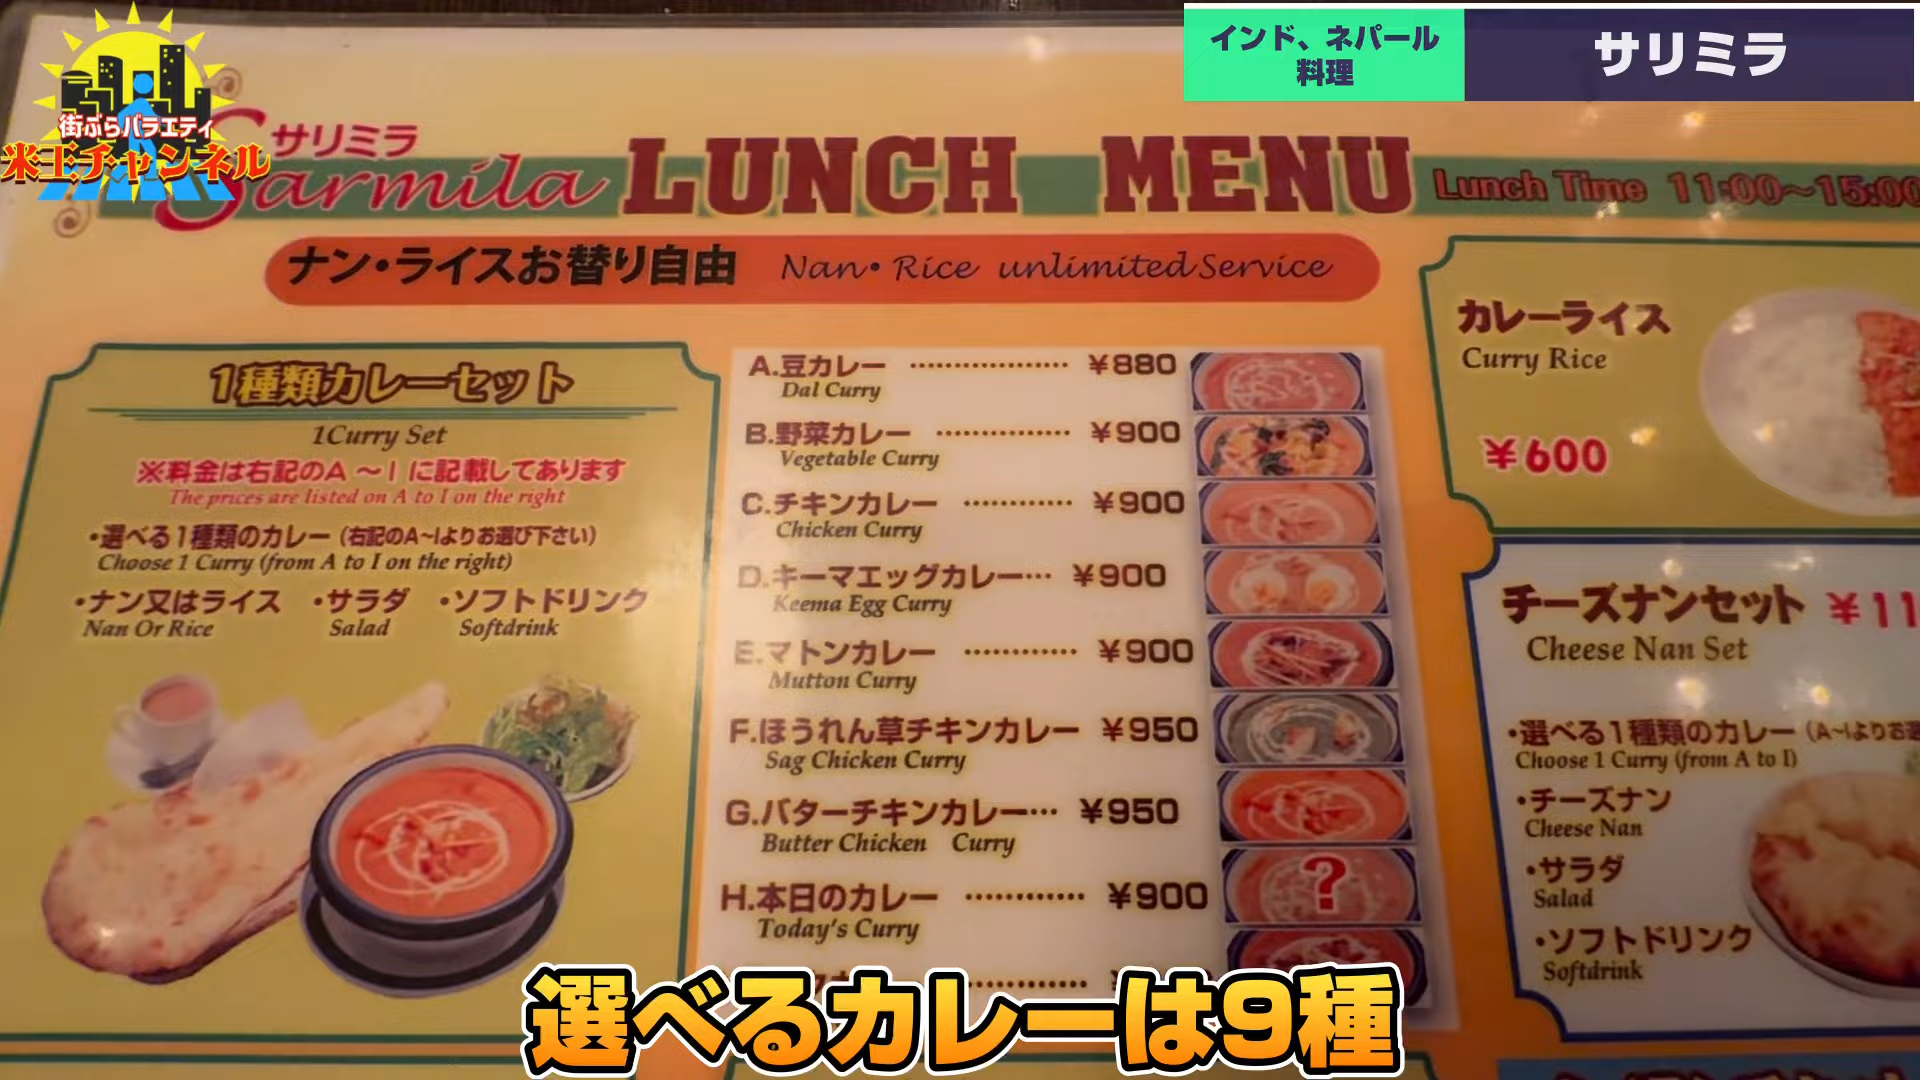 インド、ネパール
料理
サリミラ
街ぶらバラエティ
米王チャンネル
サリミラ
Sarmila
LUNCH MENU
Lunch Time 11:00～15:00
ナン・ライスお替り自由 Nan・Rice unlimited Service
1種類カレーセット
1Curry Set
※料金は右記のA～Iに記載してあります
The prices are listed on A to I on the right
・選べる1種類のカレー(右記のA~Iよりお選び下さい)
Choose 1 Curry (from A to I on the right)
・ナン又はライス ・サラダ ・ソフトドリンク
Nan Or Rice Salad Softdrink
A.豆カレー ……………… ¥880
Dal Curry
B.野菜カレー …………… ¥900
Vegetable Curry
C.チキンカレー ………… ¥900
Chicken Curry
D.キーマエッグカレー… ¥900
Keema Egg Curry
E.マトンカレー ………… ¥900
Mutton Curry
F.ほうれん草チキンカレー ¥950
Sag Chicken Curry
G.バターチキンカレー… ¥950
Butter Chicken Curry
H.本日のカレー ………… ¥900
Today's Curry
?
カレーライス
Curry Rice
¥600
チーズナンセット ¥11
Cheese Nan Set
・選べる1種類のカレー(A~Iよりお選
Choose 1 Curry (from A to I)
・チーズナン
Cheese Nan
・サラダ
Salad
・ソフトドリンク
Softdrink
選べるカレーは9種